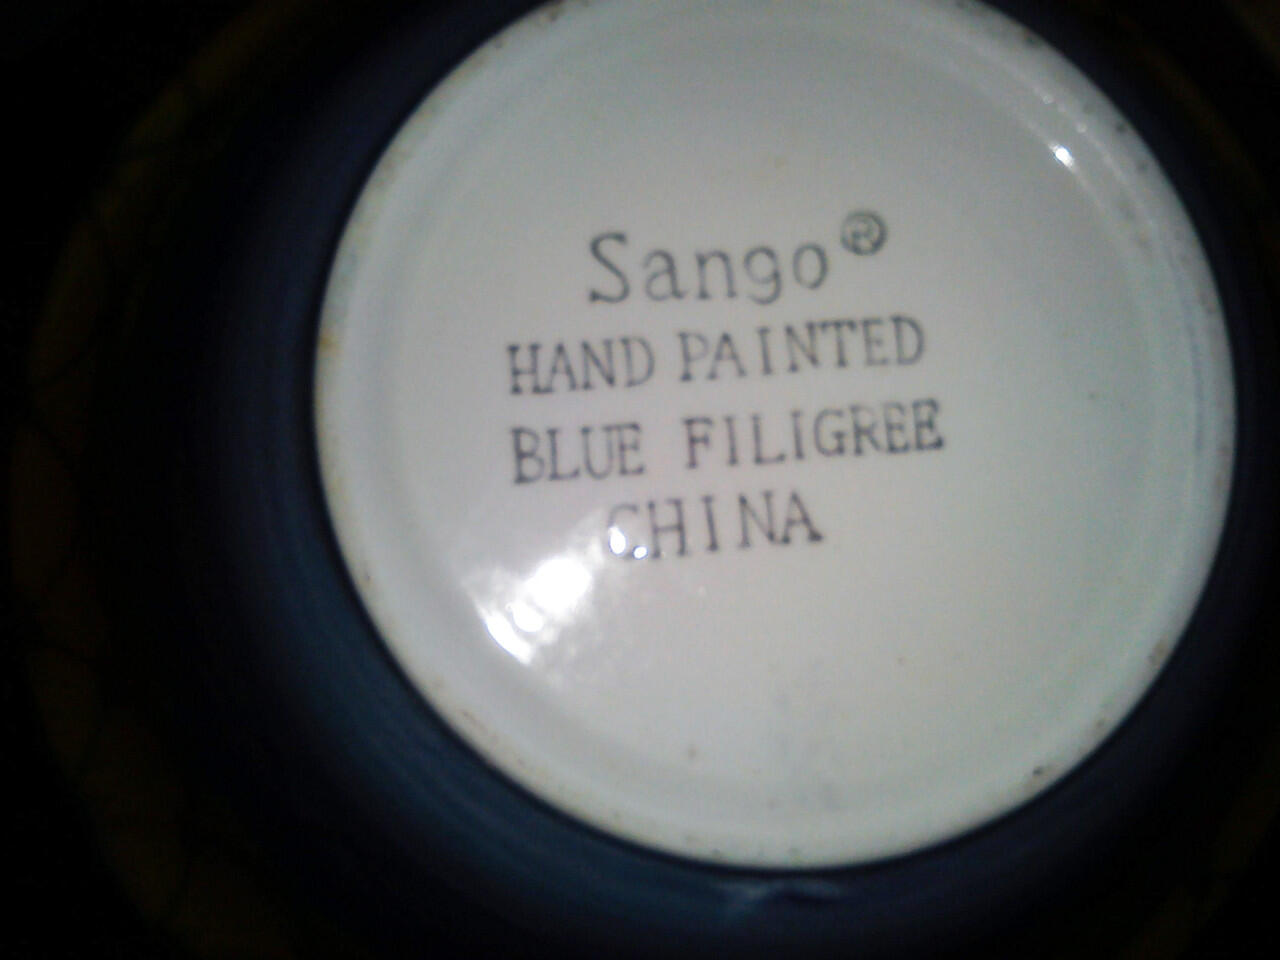 Sango®
HAND PAINTED
BLUE FILIGREE
CHINA